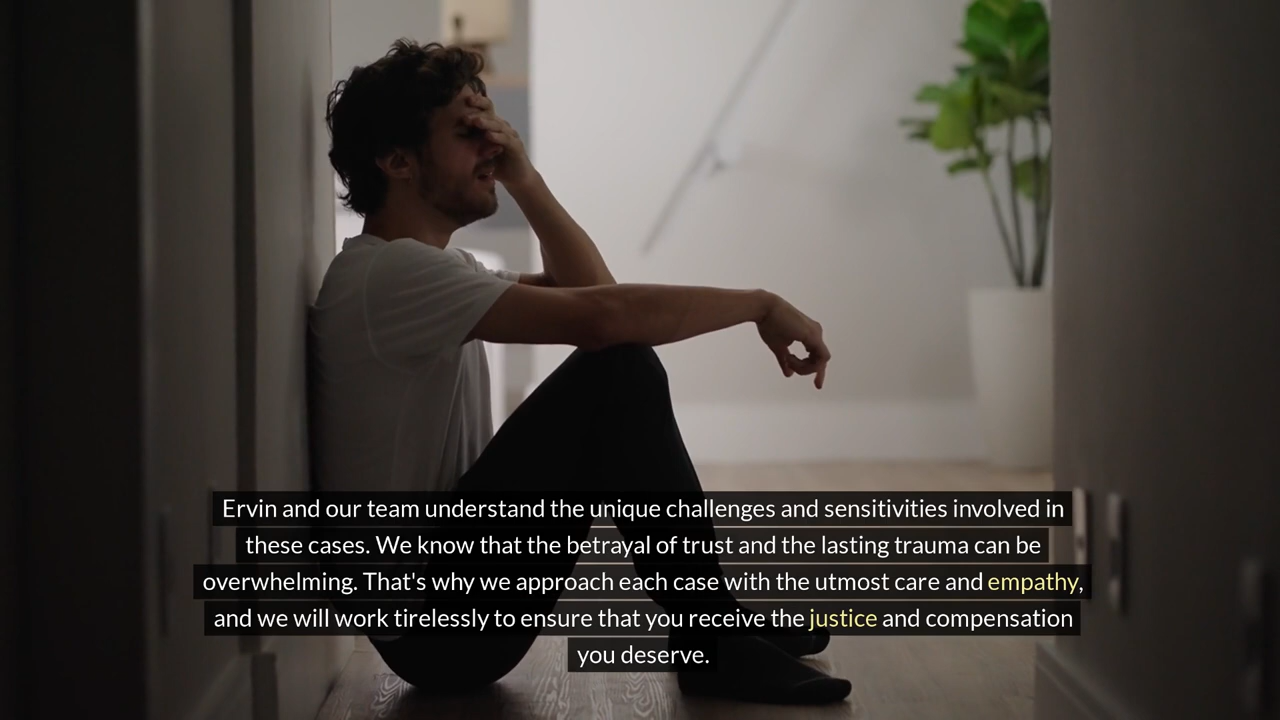 Ervin and our team understand the unique challenges and sensitivities involved in
these cases. We know that the betrayal of trust and the lasting trauma can be
overwhelming. That's why we approach each case with the utmost care and empathy,
and we will work tirelessly to ensure that you receive the justice and compensation
you deserve.